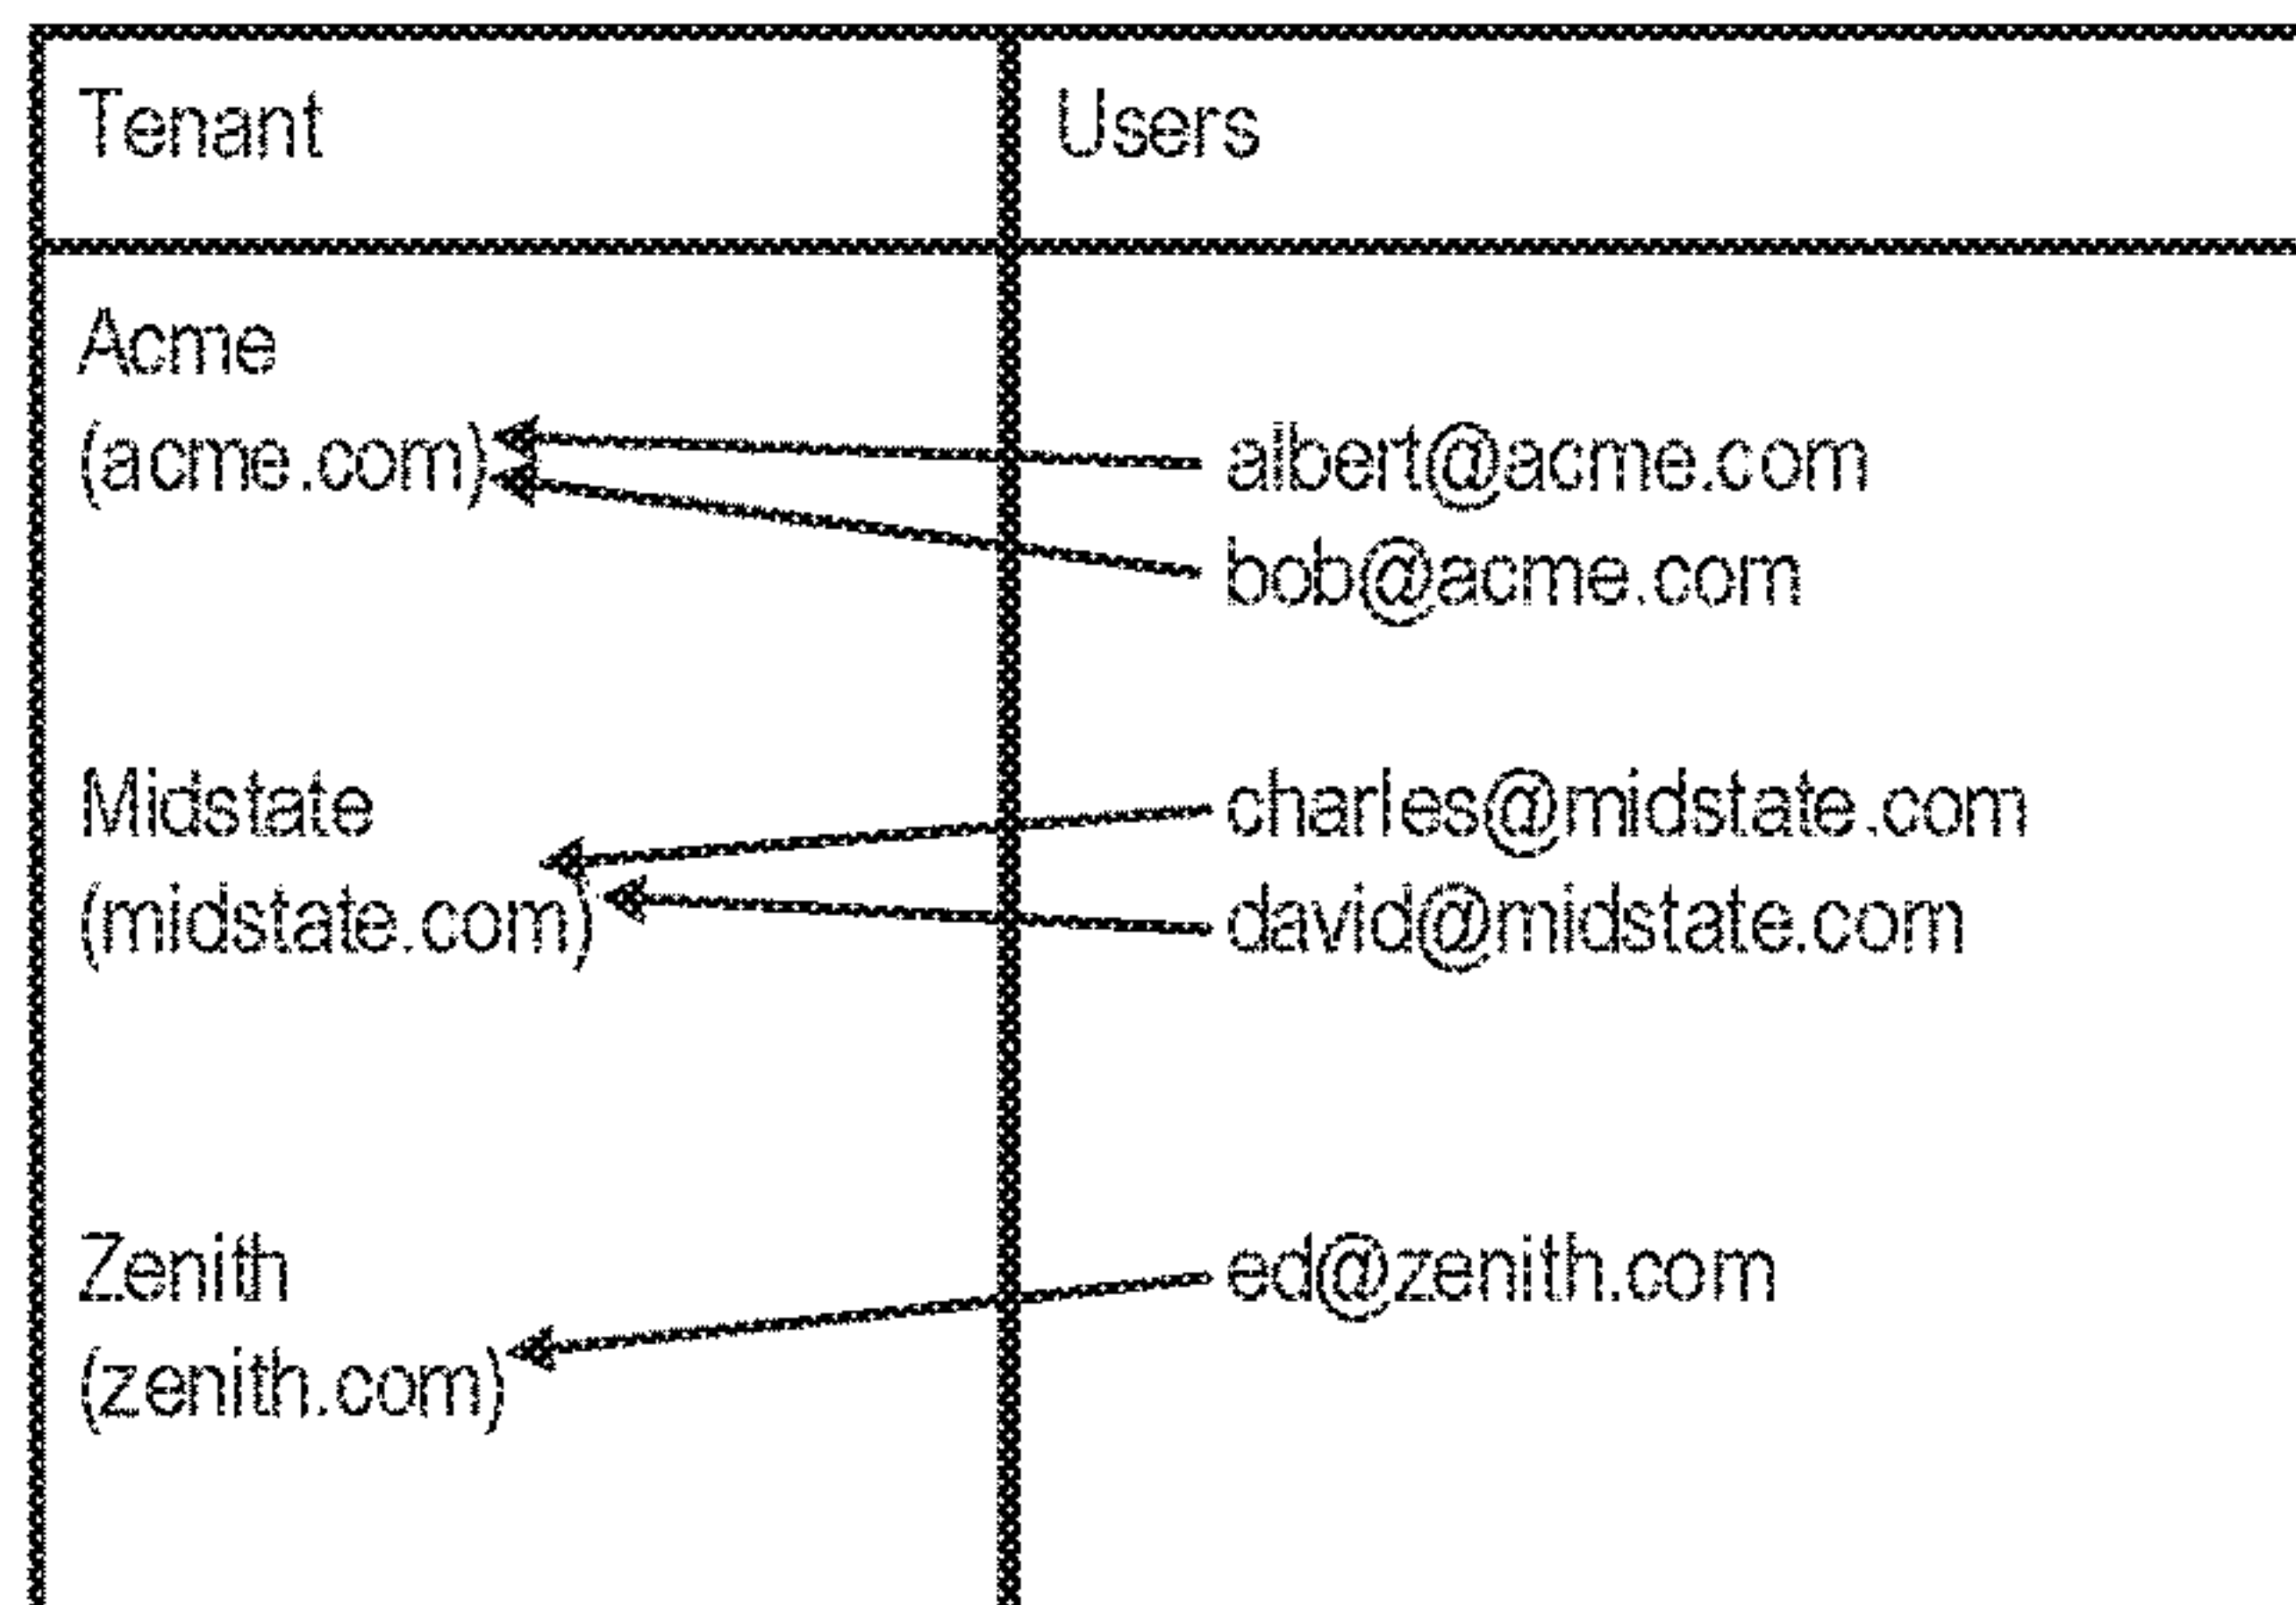 Tenant
Users
Acme
(acme.com)
albert@acme.com
bob@acme.com
Midstate
(midstate.com)
charles@midstate.com
david@midstate.com
Zenith
(zenith.com)
ed@zenith.com